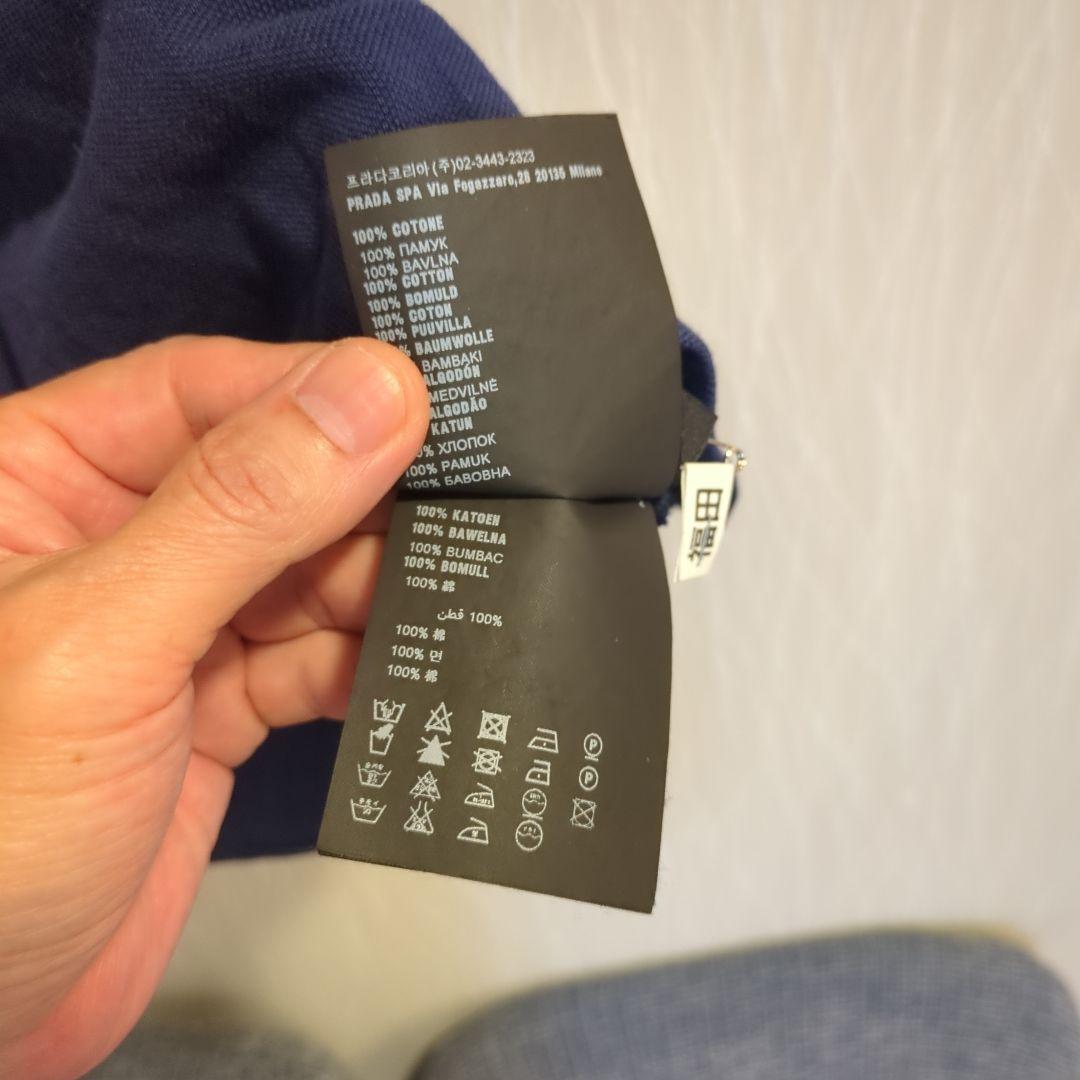 프라다코리아(주)02-3443-2323
PRADA SPA Via Fogazzaro,28 20135 Milano
100% COTONE
100% ПАМУК
100% BAVLNA
100% COTTON
100% BOMULD
100% COTON
100% PUUVILLA
% BAUMWOLLE
BAMBAKI
ALGODÓN
MEDVILNĖ
ALGODÃO
KATUN
0% ХЛОПОК
100% PAMUK
100% БАВОВНА
100% KATOEN
100% BAWELNA
100% BUMBAC
100% BOMULL
100% 綿
100% قطن
100% 棉
100% 면
100% 棉
P
P
福田